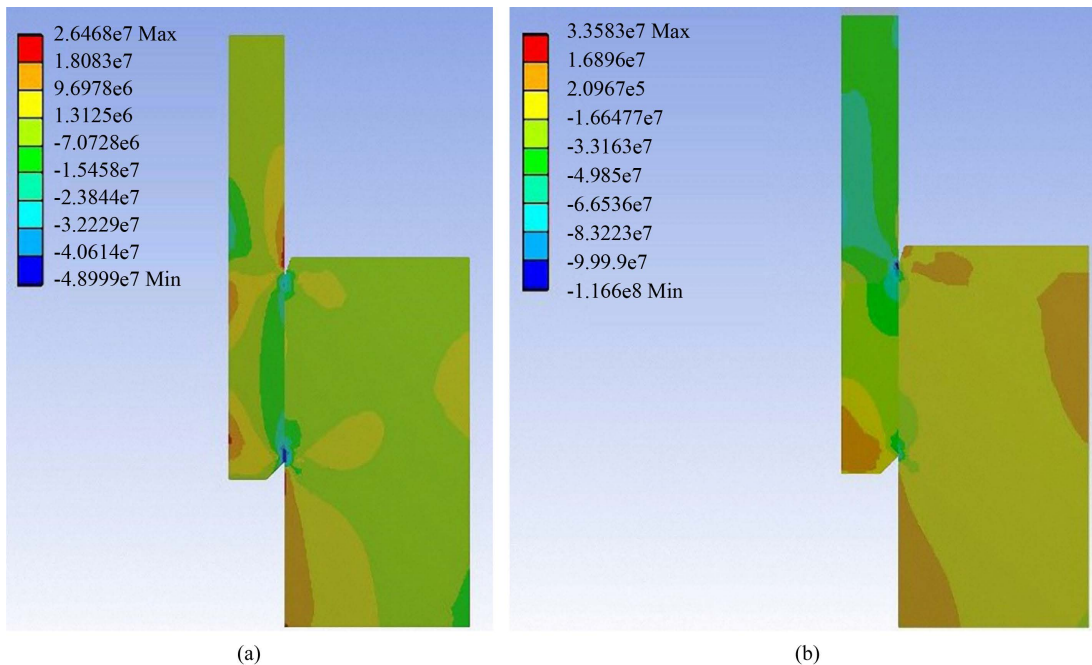 2.6468e7 Max
1.8083e7
9.6978e6
1.3125e6
-7.0728e6
-1.5458e7
-2.3844e7
-3.2229e7
-4.0614e7
-4.8999e7 Min
3.3583e7 Max
1.6896e7
2.0967e5
-1.66477e7
-3.3163e7
-4.985e7
-6.6536e7
-8.3223e7
-9.99.9e7
-1.166e8 Min
(a)
(b)